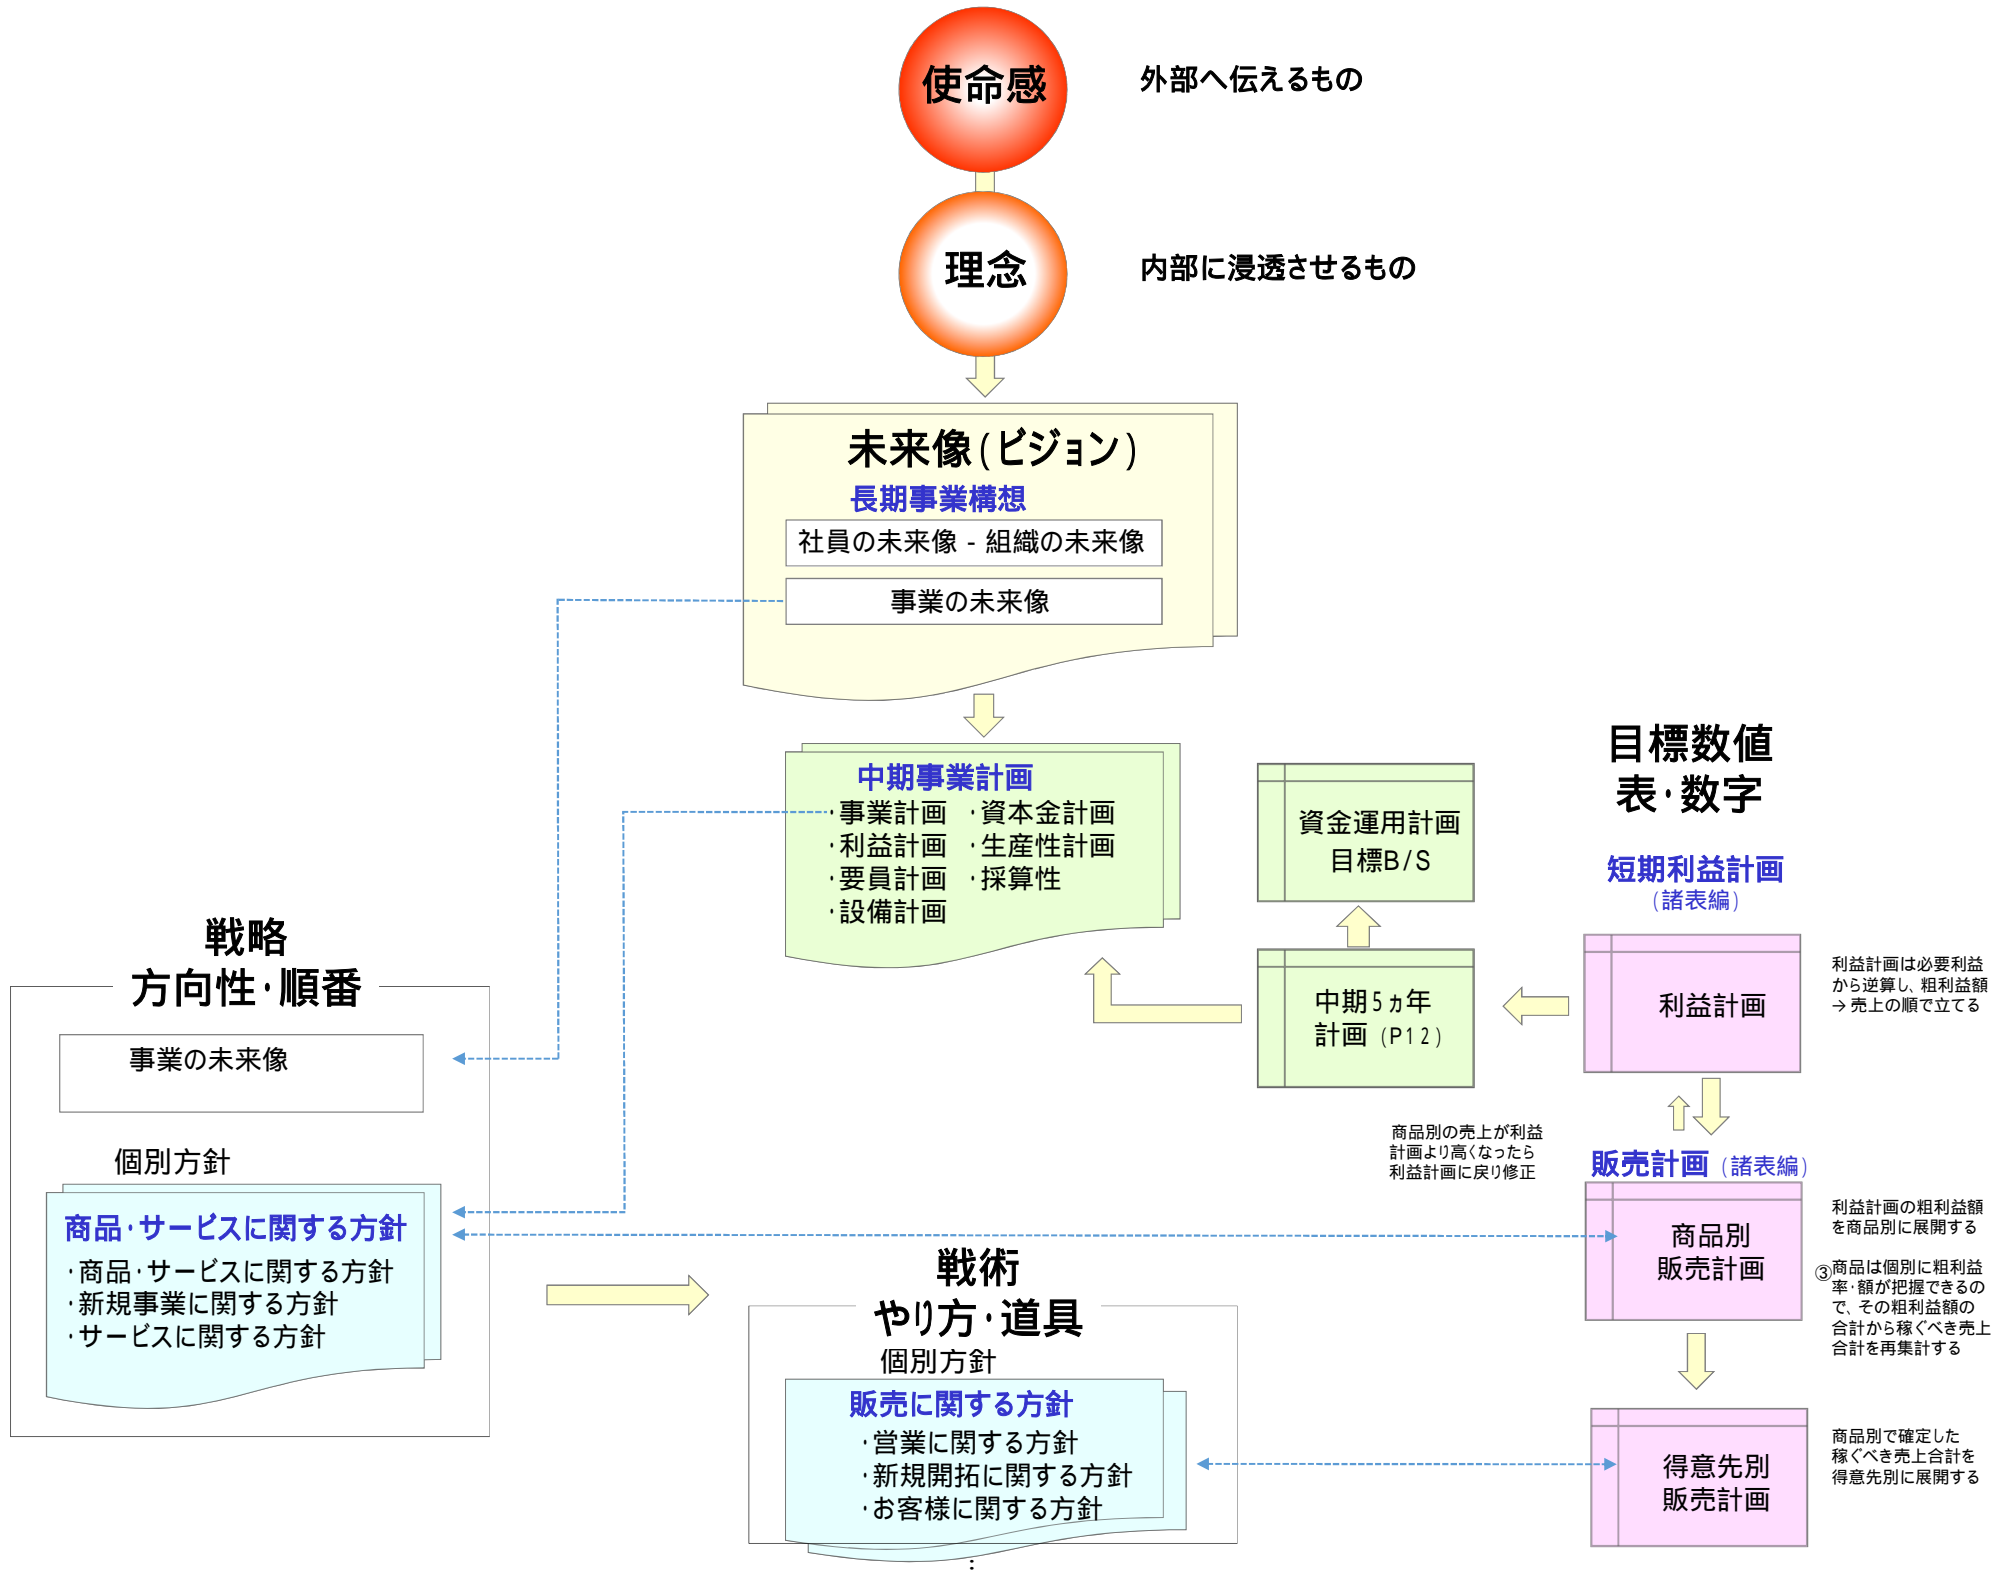 使命感
外部へ伝えるもの
理念
内部に浸透させるもの
未来像(ビジョン)
長期事業構想
社員の未来像 - 組織の未来像
事業の未来像
中期事業計画
・事業計画 ・資本金計画
・利益計画 ・生産性計画
・要員計画 ・採算性
・設備計画
資金運用計画
目標B/S
中期5ヵ年
計画(P12)
目標数値
表・数字
短期利益計画
(諸表編)
利益計画
利益計画は必要利益
から逆算し、粗利益額
→売上の順で立てる
商品別の売上が利益
計画より高くなったら
利益計画に戻り修正
販売計画(諸表編)
商品別
販売計画
利益計画の粗利益額
を商品別に展開する
③商品は個別に粗利益
率・額が把握できるの
で、その粗利益額の
合計から稼ぐべき売上
合計を再集計する
得意先別
販売計画
商品別で確定した
稼ぐべき売上合計を
得意先別に展開する
戦略
方向性・順番
事業の未来像
個別方針
商品・サービスに関する方針
・商品・サービスに関する方針
・新規事業に関する方針
・サービスに関する方針
戦術
やり方・道具
個別方針
販売に関する方針
・営業に関する方針
・新規開拓に関する方針
・お客様に関する方針
：